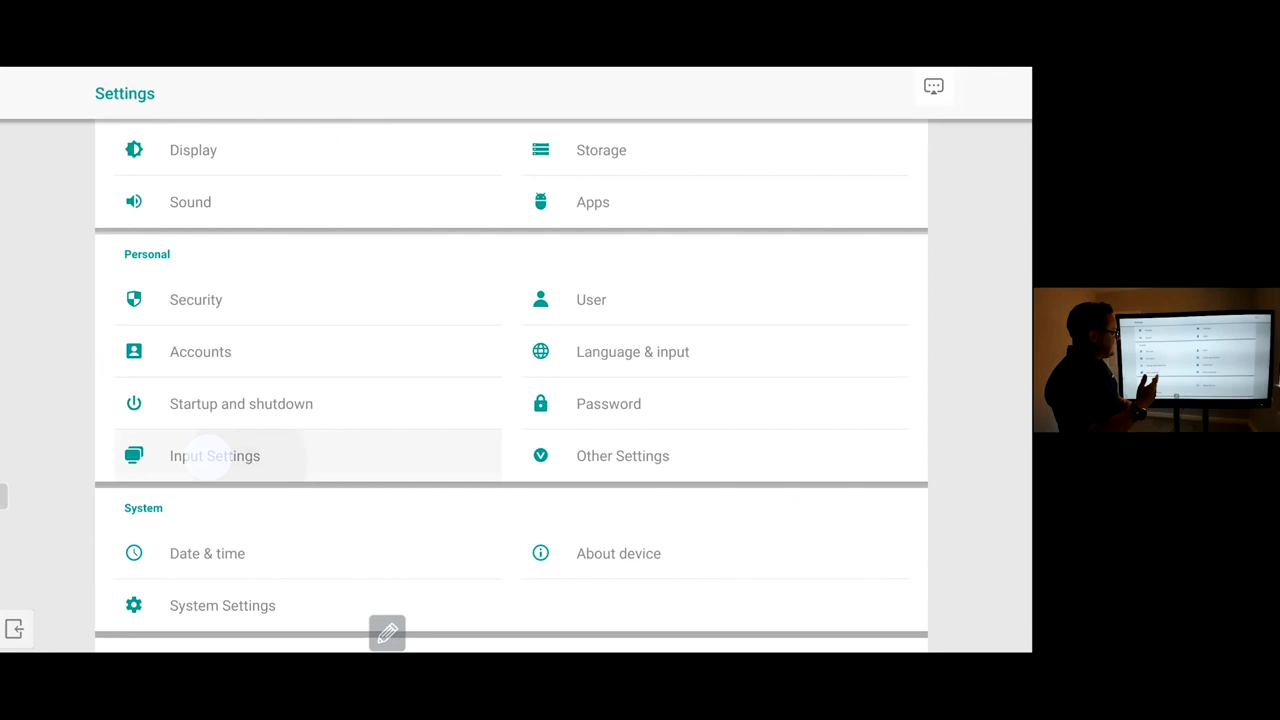 Settings
Display
Storage
Sound
Apps
Personal
Security
User
Accounts
Language & input
Startup and shutdown
Password
Input Settings
Other Settings
System
Date & time
About device
System Settings